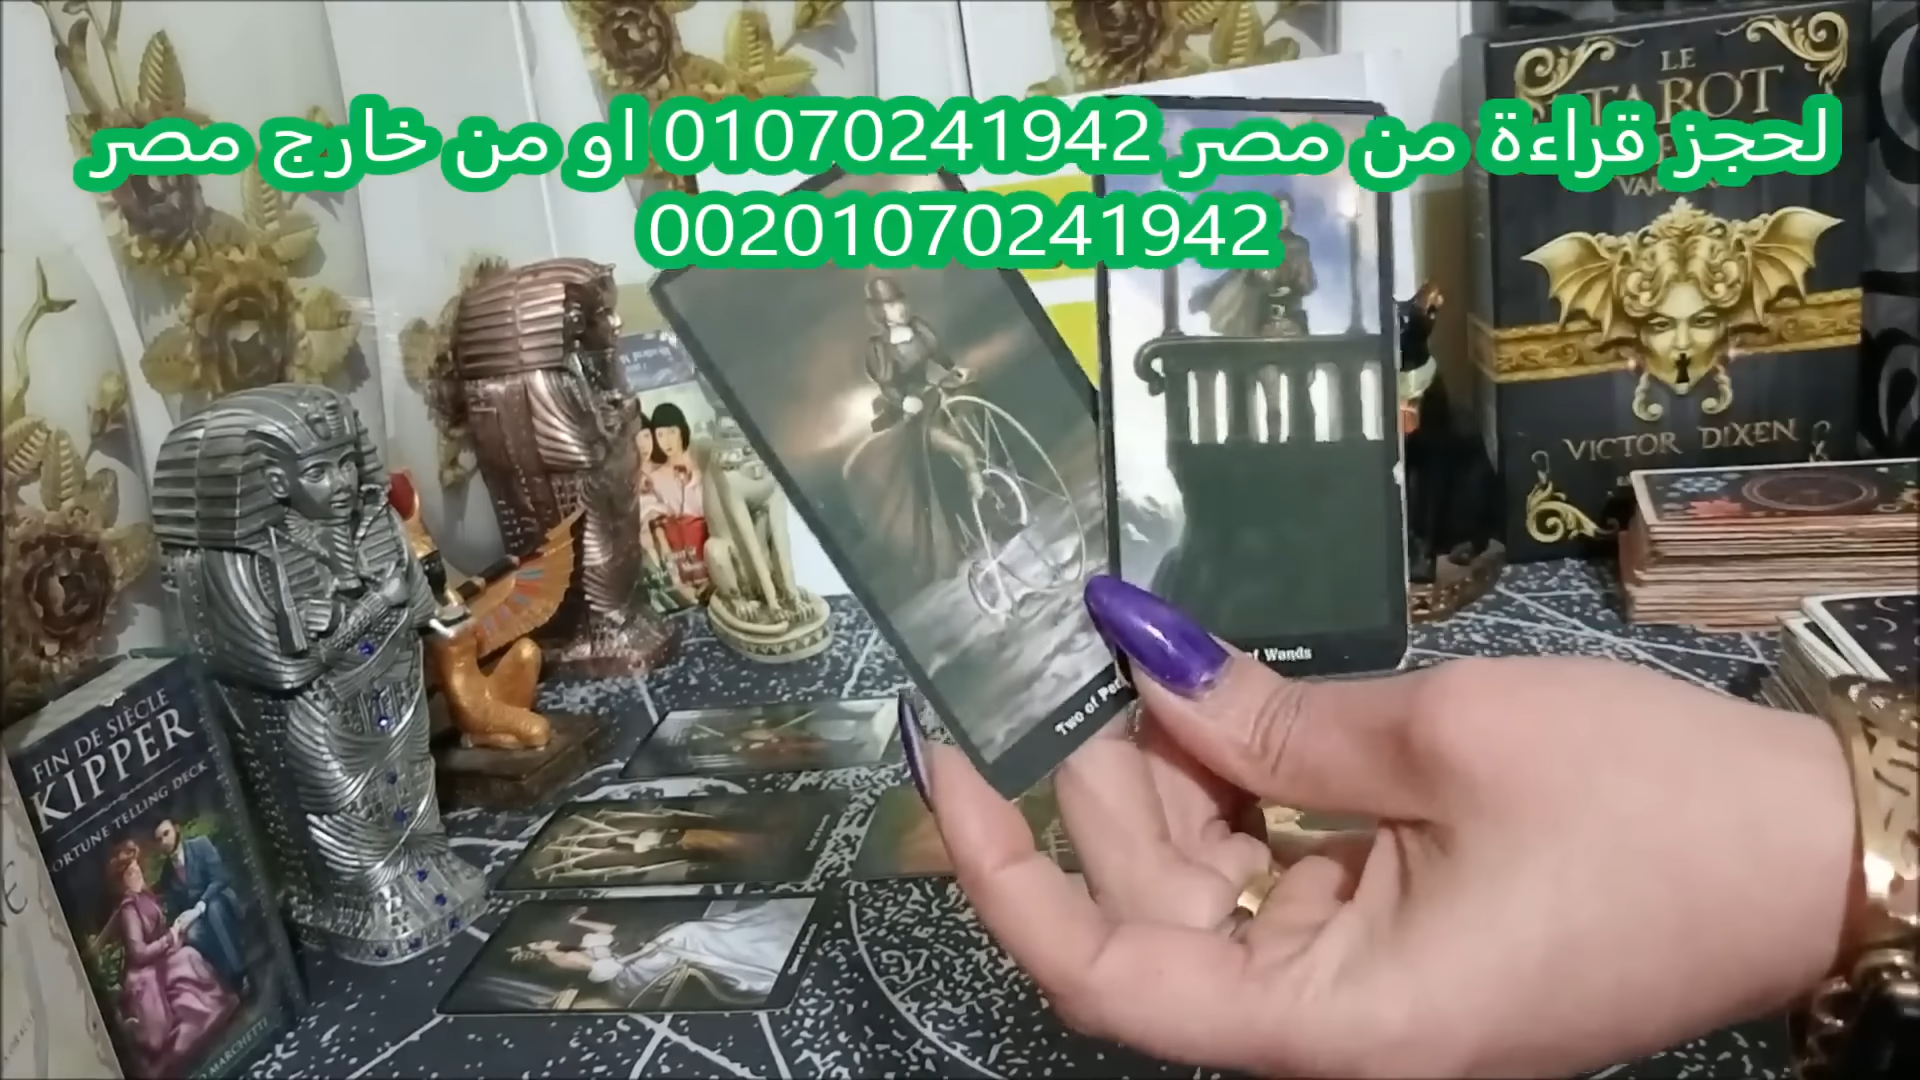 لحجز قراءة من مصر 01070241942 او من خارج مصر
00201070241942
LE
TAROT
VICTOR DIXEN
of Wands
Two of
FIN DE SIÈCLE
KIPPER
FORTUNE TELLING DECK
MARCHETTI